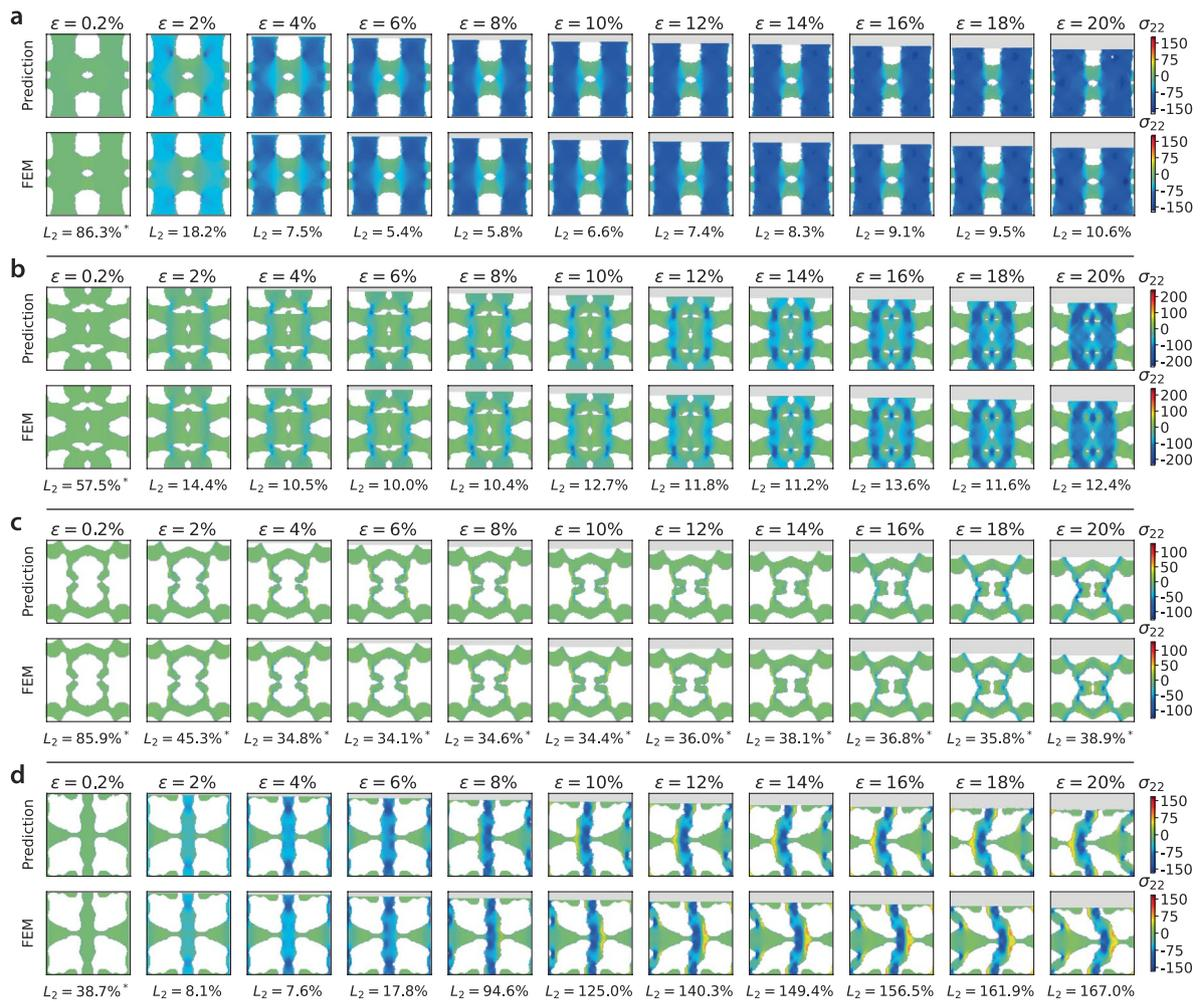 a
ε = 0.2% ε = 2% ε = 4% ε = 6% ε = 8% ε = 10% ε = 12% ε = 14% ε = 16% ε = 18% ε = 20% σ22
Prediction
150
75
0
-75
-150
σ22
FEM
150
75
0
-75
-150
L2 = 86.3%* L2 = 18.2% L2 = 7.5% L2 = 5.4% L2 = 5.8% L2 = 6.6% L2 = 7.4% L2 = 8.3% L2 = 9.1% L2 = 9.5% L2 = 10.6%
b
ε = 0.2% ε = 2% ε = 4% ε = 6% ε = 8% ε = 10% ε = 12% ε = 14% ε = 16% ε = 18% ε = 20% σ22
Prediction
200
100
0
-100
-200
σ22
FEM
200
100
0
-100
-200
L2 = 57.5%* L2 = 14.4% L2 = 10.5% L2 = 10.0% L2 = 10.4% L2 = 12.7% L2 = 11.8% L2 = 11.2% L2 = 13.6% L2 = 11.6% L2 = 12.4%
c
ε = 0.2% ε = 2% ε = 4% ε = 6% ε = 8% ε = 10% ε = 12% ε = 14% ε = 16% ε = 18% ε = 20% σ22
Prediction
100
50
0
-50
-100
σ22
FEM
100
50
0
-50
-100
L2 = 85.9%* L2 = 45.3%* L2 = 34.8%* L2 = 34.1%* L2 = 34.6%* L2 = 34.4%* L2 = 36.0%* L2 = 38.1%* L2 = 36.8%* L2 = 35.8%* L2 = 38.9%*
d
ε = 0.2% ε = 2% ε = 4% ε = 6% ε = 8% ε = 10% ε = 12% ε = 14% ε = 16% ε = 18% ε = 20% σ22
Prediction
150
75
0
-75
-150
σ22
FEM
150
75
0
-75
-150
L2 = 38.7%* L2 = 8.1% L2 = 7.6% L2 = 17.8% L2 = 94.6% L2 = 125.0% L2 = 140.3% L2 = 149.4% L2 = 156.5% L2 = 161.9% L2 = 167.0%